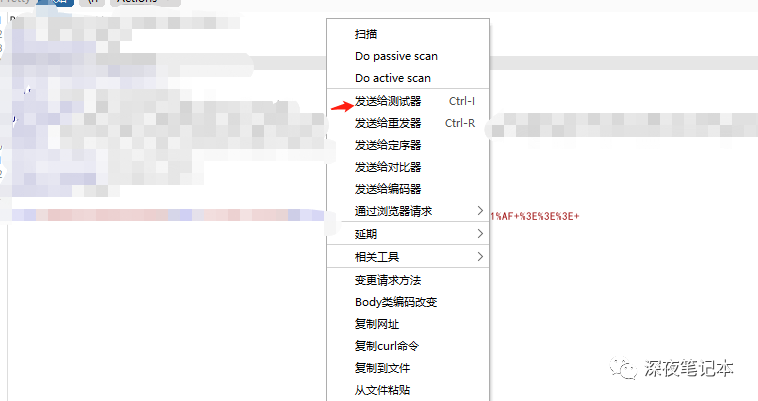 Pretty
\n
Actions
扫描
Do passive scan
Do active scan
发送给测试器 Ctrl-I
发送给重发器 Ctrl-R
发送给定序器
发送给对比器
发送给编码器
通过浏览器请求
1%AF+%3E%3E%3E+
延期
相关工具
变更请求方法
Body类编码改变
复制网址
复制curl命令
复制到文件
从文件粘贴
深夜笔记本